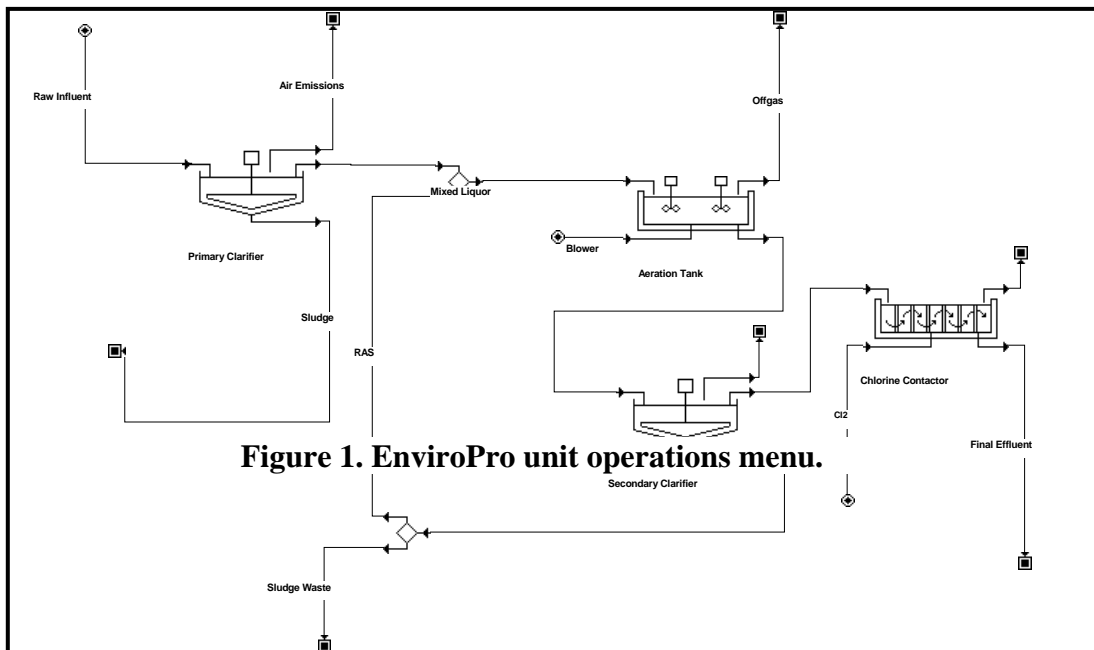 Air Emissions
Raw Influent
Offgas
Mixed Liquor
Blower
Primary Clarifier
Aeration Tank
Sludge
RAS
Chlorine Contactor
Cl2
Final Effluent
Figure 1. EnviroPro unit operations menu.
Secondary Clarifier
Sludge Waste